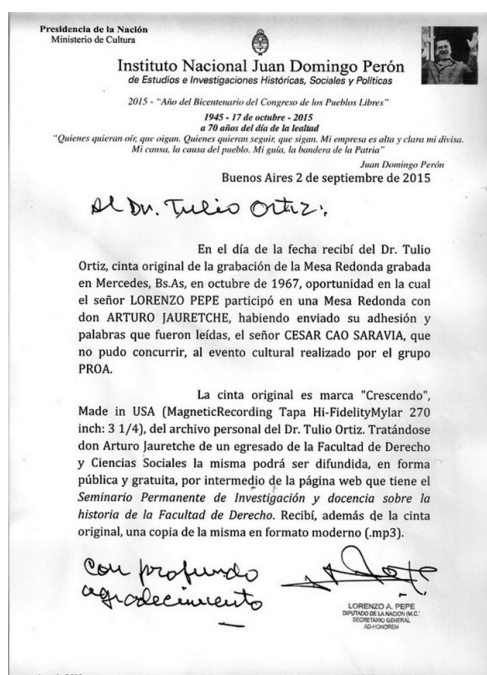 Presidencia de la Nación
Ministerio de Cultura
Instituto Nacional Juan Domingo Perón
de Estudios e Investigaciones Históricas, Sociales y Políticas
2015 - "Año del Bicentenario del Congreso de los Pueblos Libres"
1945 - 17 de octubre - 2015
a 70 años del día de la lealtad
"Quienes quieran oír, que oigan. Quienes quieran seguir, que sigan. Mi empresa es alta y clara mi divisa.
Mi causa, la causa del pueblo. Mi guía, la bandera de la Patria"
Juan Domingo Perón
Buenos Aires 2 de septiembre de 2015
Al Dr. Tulio Ortiz:
En el día de la fecha recibí del Dr. Tulio
Ortiz, cinta original de la grabación de la Mesa Redonda grabada
en Mercedes, Bs.As, en octubre de 1967, oportunidad en la cual
el señor LORENZO PEPE participó en una Mesa Redonda con
don ARTURO JAURETCHE, habiendo enviado su adhesión y
palabras que fueron leídas, el señor CESAR CAO SARAVIA, que
no pudo concurrir, al evento cultural realizado por el grupo
PROA.
La cinta original es marca "Crescendo",
Made in USA (MagneticRecording Tapa Hi-FidelityMylar 270
inch: 3 1/4), del archivo personal del Dr. Tulio Ortiz. Tratándose
don Arturo Jauretche de un egresado de la Facultad de Derecho
y Ciencias Sociales la misma podrá ser difundida, en forma
pública y gratuita, por intermedio de la página web que tiene el
Seminario Permanente de Investigación y docencia sobre la
historia de la Facultad de Derecho. Recibí, además de la cinta
original, una copia de la misma en formato moderno (.mp3).
Con profundo
agradecimiento
LORENZO A. PEPE
DIPUTADO DE LA NACION (M.C.)
SECRETARIO GENERAL
AD-HONOREM